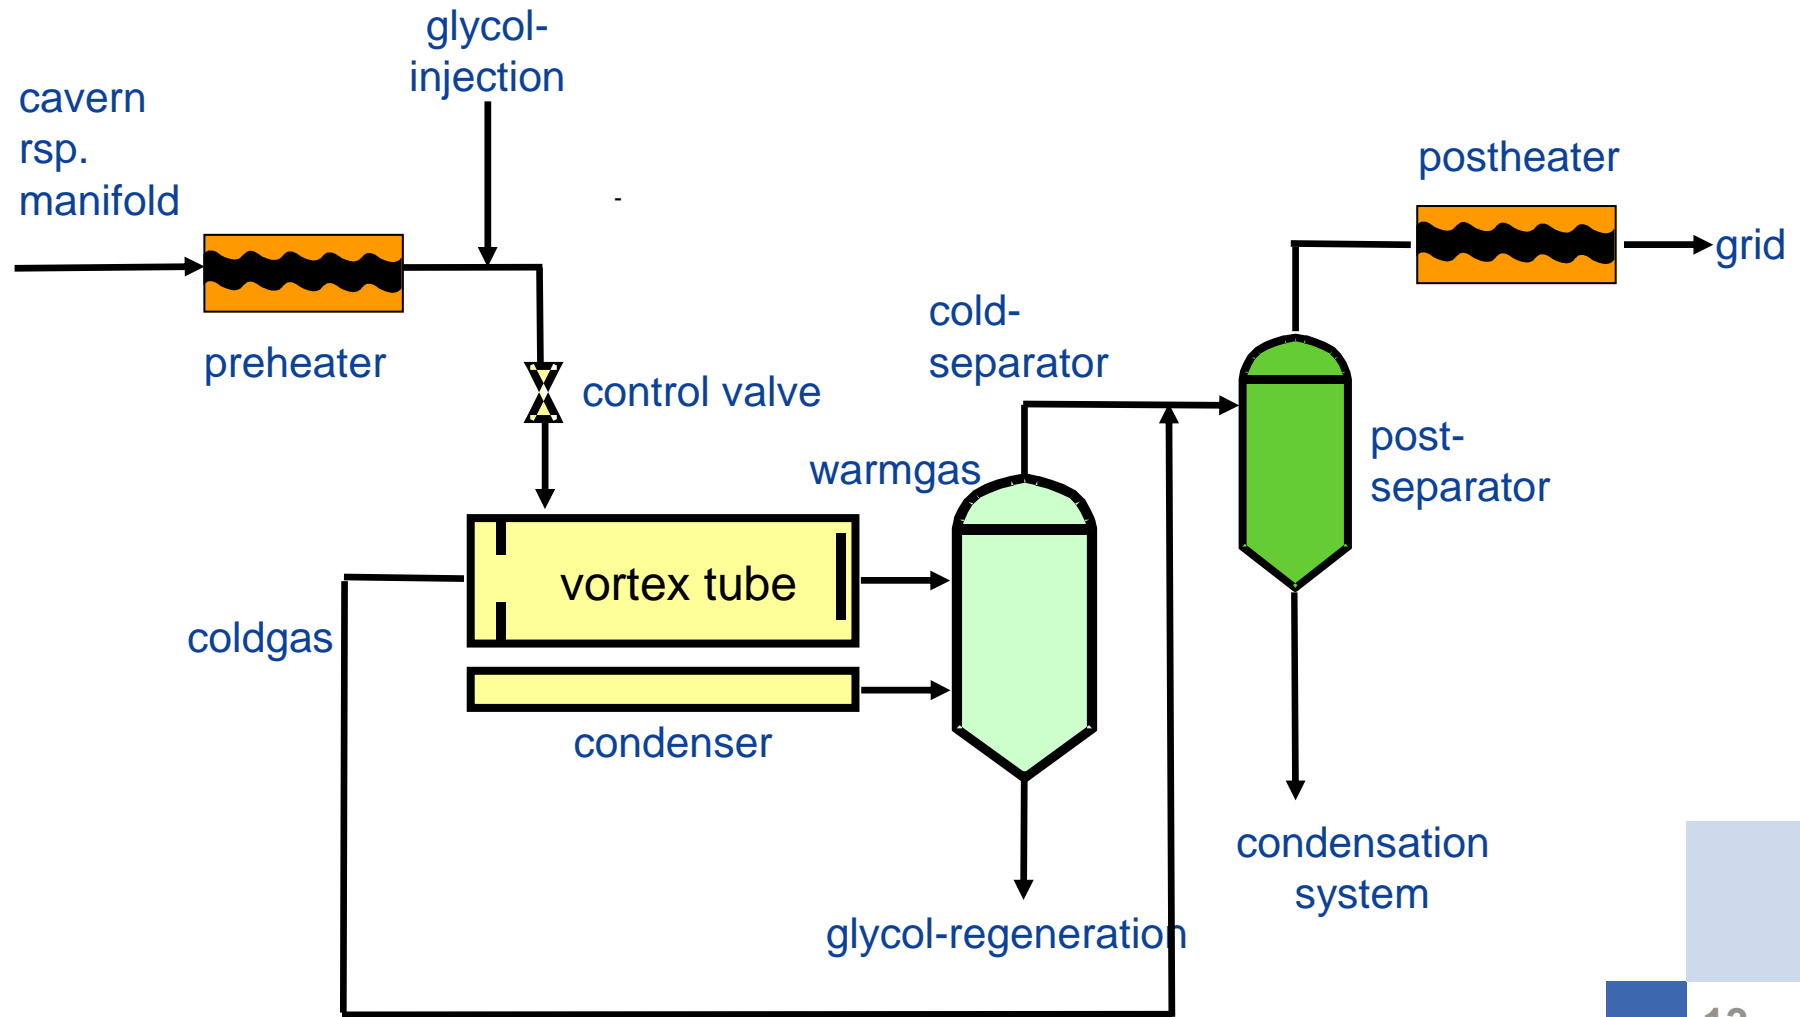 glycol-
injection
cavern
rsp.
manifold
-
postheater
grid
cold-
separator
preheater
control valve
post-
separator
warmgas
vortex tube
coldgas
condenser
condensation
system
glycol-regeneration